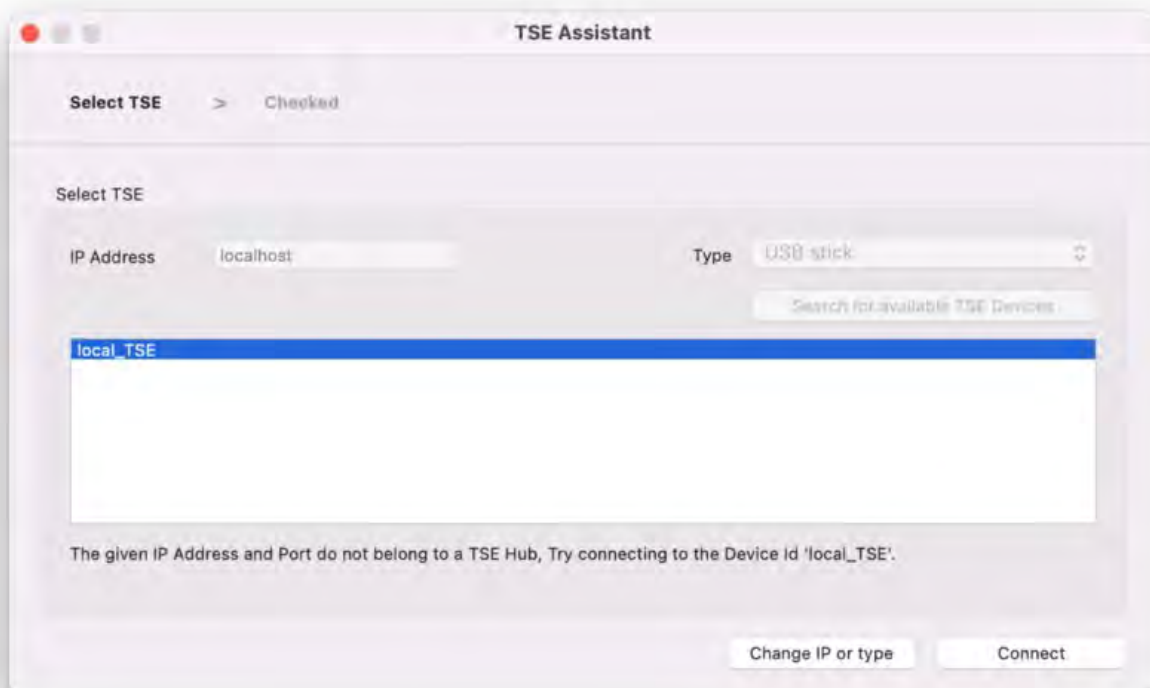 TSE Assistant
Select TSE > Checked
Select TSE
IP Address localhost Type USB stick
Search for available TSE Devices
local_TSE
The given IP Address and Port do not belong to a TSE Hub, Try connecting to the Device Id 'local_TSE'.
Change IP or type Connect